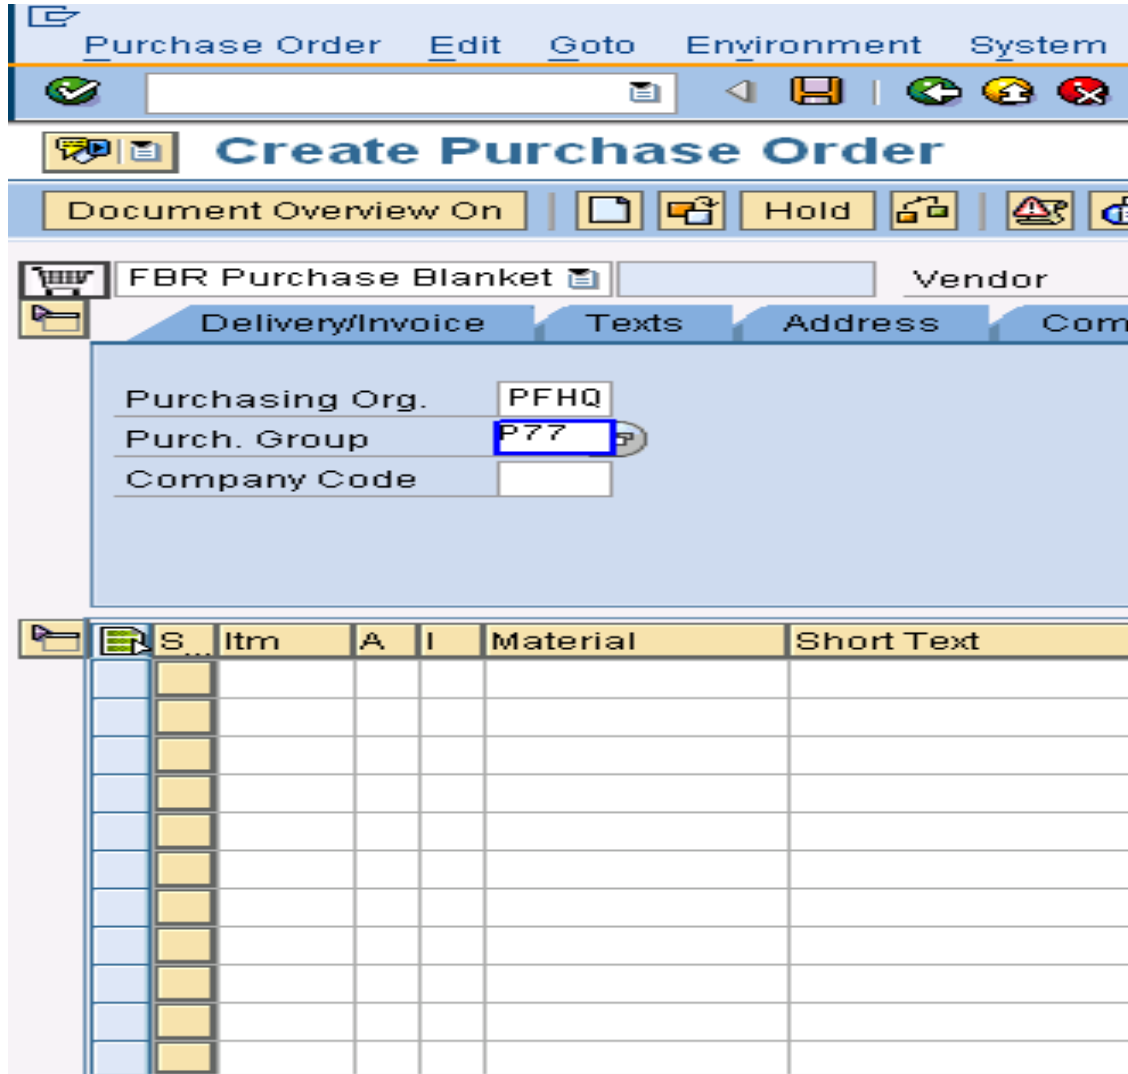 Purchase Order Edit Goto Environment System
Create Purchase Order
Document Overview On Hold
FBR Purchase Blanket Vendor
Delivery/Invoice Texts Address Com
Purchasing Org. PFHQ
Purch. Group P77
Company Code
S... Itm A I Material Short Text